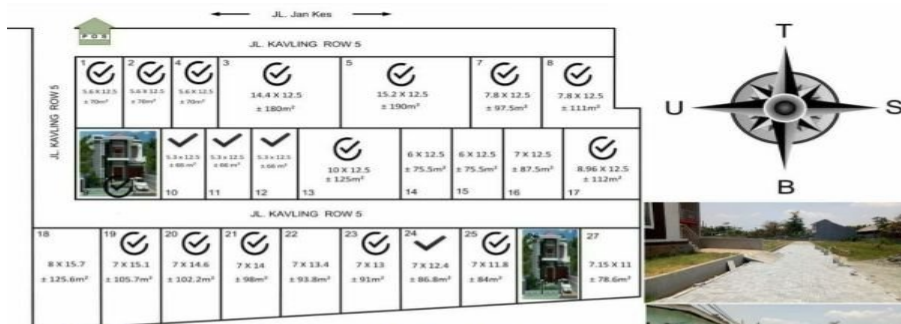 JL. Jan Kes
POS
JL. KAVLING ROW 5
JL. KAVLING ROW 5
1
5.6 X 12.5
± 70m²
2
5.6 X 12.5
± 70m²
4
5.6 X 12.5
± 70m²
3
14.4 X 12.5
± 180m²
5
15.2 X 12.5
± 190m²
7
7.8 X 12.5
± 97.5m²
8
7.8 X 12.5
± 111m²
5.3 x 12.5
± 66 m²
10
5.3 x 12.5
± 66 m²
11
5.3 x 12.5
± 66 m²
12
10 X 12.5
± 125m²
13
6 X 12.5
± 75.5m²
14
6 X 12.5
± 75.5m²
15
7 X 12.5
± 87.5m²
16
8.96 X 12.5
± 112m²
17
JL. KAVLING ROW 5
18
8 X 15.7
± 125.6m²
19
7 X 15.1
± 105.7m²
20
7 X 14.6
± 102.2m²
21
7 X 14
± 98m²
22
7 X 13.4
± 93.8m²
23
7 X 13
± 91m²
24
7 X 12.4
± 86.8m²
25
7 X 11.8
± 84m²
27
7.15 X 11
± 78.6m²
T
U
S
B